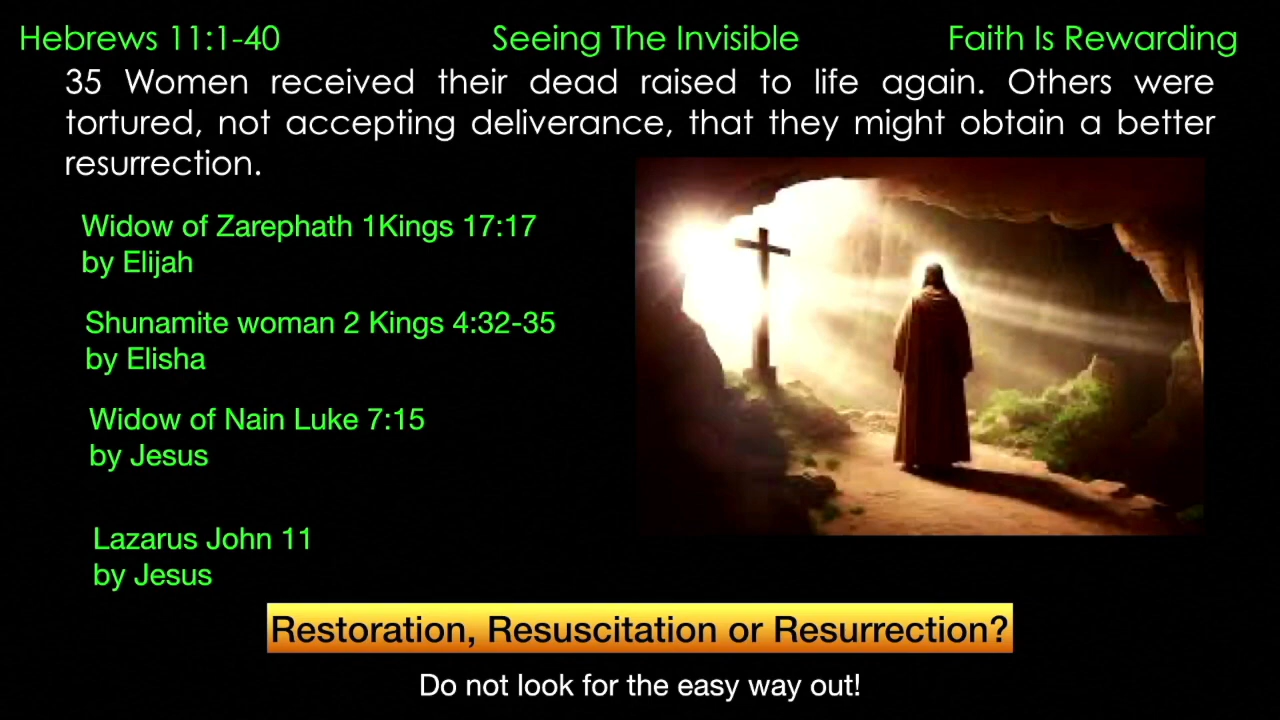 Hebrews 11:1-40 Seeing The Invisible Faith Is Rewarding
35 Women received their dead raised to life again. Others were
tortured, not accepting deliverance, that they might obtain a better
resurrection.
Widow of Zarephath 1Kings 17:17
by Elijah
Shunamite woman 2 Kings 4:32-35
by Elisha
Widow of Nain Luke 7:15
by Jesus
Lazarus John 11
by Jesus
Restoration, Resuscitation or Resurrection?
Do not look for the easy way out!